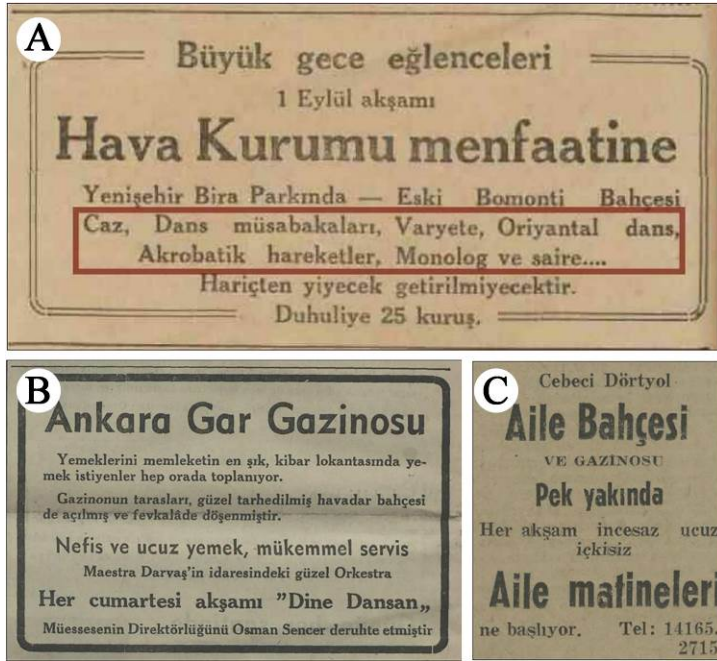 A
Büyük gece eğlenceleri
1 Eylül akşamı
Hava Kurumu menfaatine
Yenişehir Bira Parkında — Eski Bomonti Bahçesi
Caz, Dans müsabakaları, Varyete, Oriyantal dans,
Akrobatik hareketler, Monolog ve saire....
Hariçten yiyecek getirilmiyecektir.
Duhuliye 25 kuruş.
B
Ankara Gar Gazinosu
Yemeklerini memleketin en şık, kibar lokantasında ye-
mek istiyenler hep orada toplanıyor.
Gazinonun tarasları, güzel tarhedilmiş havadar bahçesi
de açılmış ve fevkalâde döşenmiştir.
Nefis ve ucuz yemek, mükemmel servis
Maestra Darvaş'in idaresindeki güzel Orkestra
Her cumartesi akşamı "Dine Dansan„
Müessesenin Direktörlüğünü Osman Sencer deruhte etmiştir
C
Cebeci Dörtyol
Aile Bahçesi
VE GAZINOSU
Pek yakında
Her akşam incesaz ucuz
içkisiz
Aile matineleri
ne başlıyor. Tel: 14165.
2715